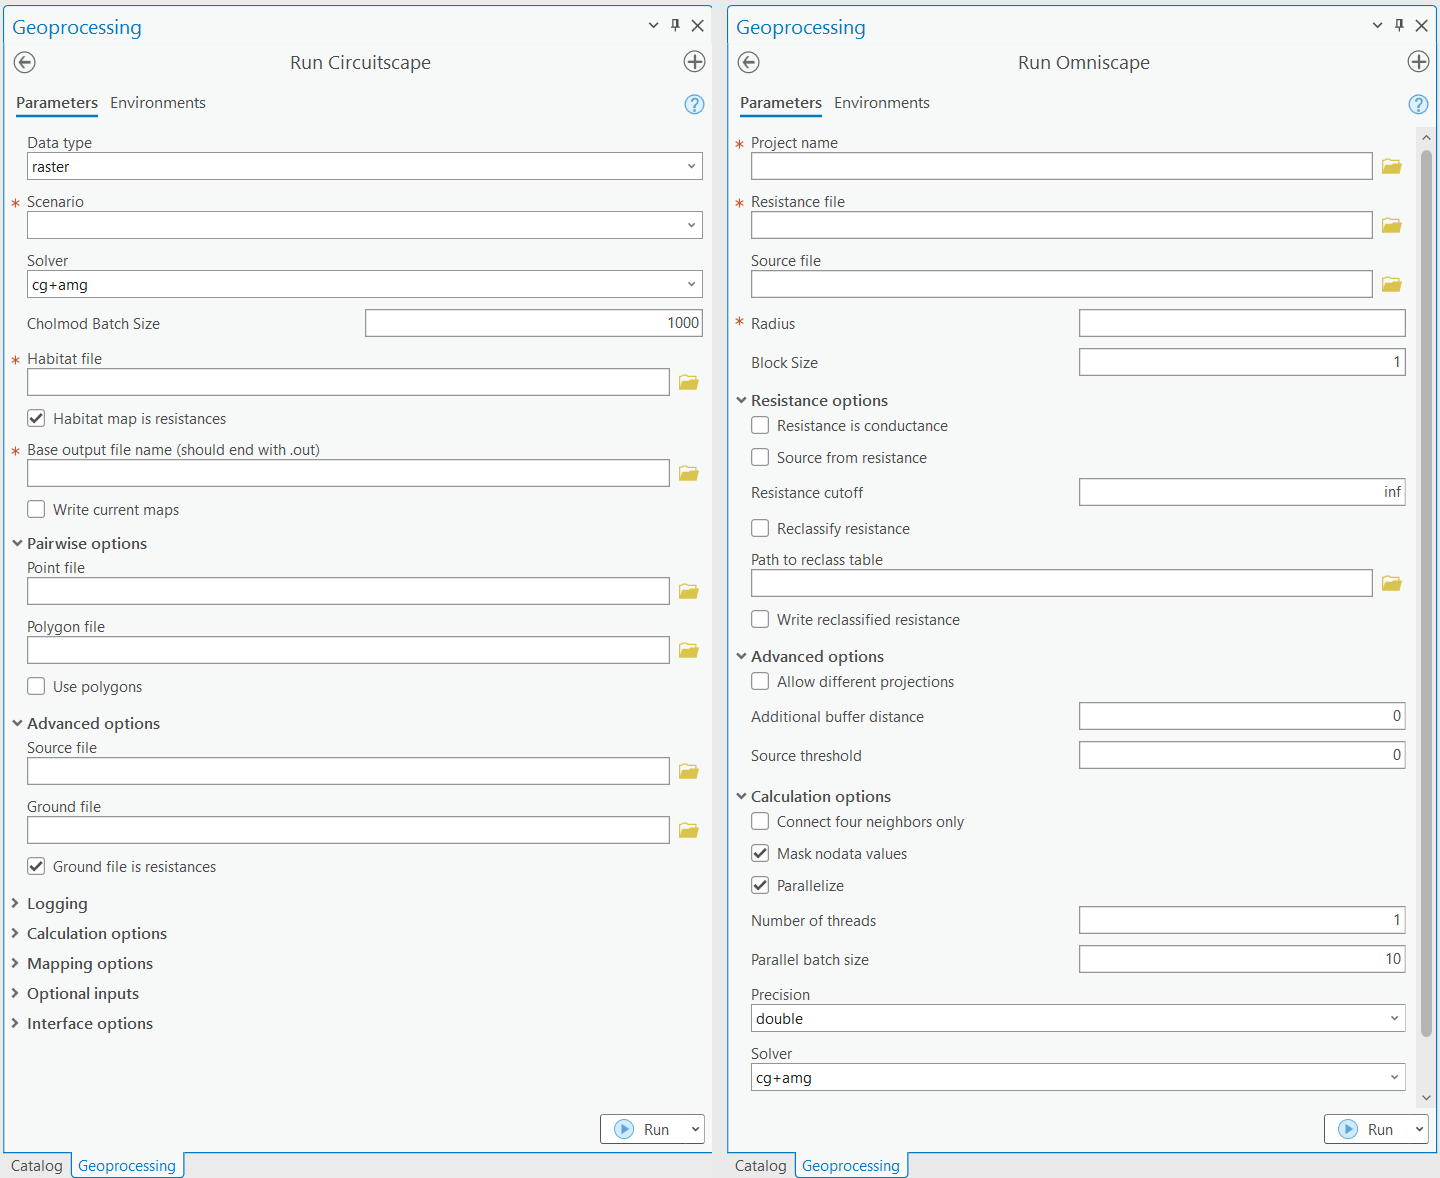 Geoprocessing
Run Circuitscape
Parameters Environments
?
Data type
raster
* Scenario
Solver
cg+amg
Cholmod Batch Size 1000
* Habitat file
Habitat map is resistances
* Base output file name (should end with .out)
Write current maps
Pairwise options
Point file
Polygon file
Use polygons
Advanced options
Source file
Ground file
Ground file is resistances
Logging
Calculation options
Mapping options
Optional inputs
Interface options
Run
Catalog Geoprocessing
Geoprocessing
Run Omniscape
Parameters Environments
?
* Project name
* Resistance file
Source file
* Radius
Block Size 1
Resistance options
Resistance is conductance
Source from resistance
Resistance cutoff inf
Reclassify resistance
Path to reclass table
Write reclassified resistance
Advanced options
Allow different projections
Additional buffer distance 0
Source threshold 0
Calculation options
Connect four neighbors only
Mask nodata values
Parallelize
Number of threads 1
Parallel batch size 10
Precision
double
Solver
cg+amg
Run
Catalog Geoprocessing